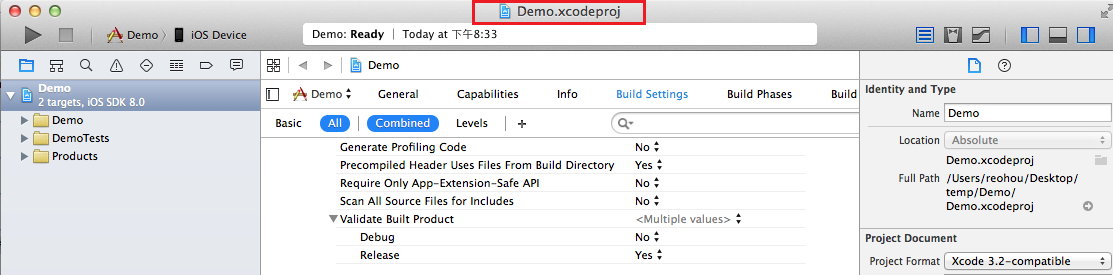 Demo.xcodeproj
Demo
iOS Device
Demo: Ready | Today at 下午8:33
Demo
2 targets, iOS SDK 8.0
Demo
DemoTests
Products
Demo
Demo
General
Capabilities
Info
Build Settings
Build Phases
Build
Basic
All
Combined
Levels
+
Generate Profiling Code No
Precompiled Header Uses Files From Build Directory Yes
Require Only App-Extension-Safe API No
Scan All Source Files for Includes No
Validate Built Product <Multiple values>
Debug No
Release Yes
Identity and Type
Name Demo
Location Absolute
Demo.xcodeproj
Full Path /Users/reohou/Desktop/
temp/Demo/
Demo.xcodeproj
Project Document
Project Format Xcode 3.2-compatible